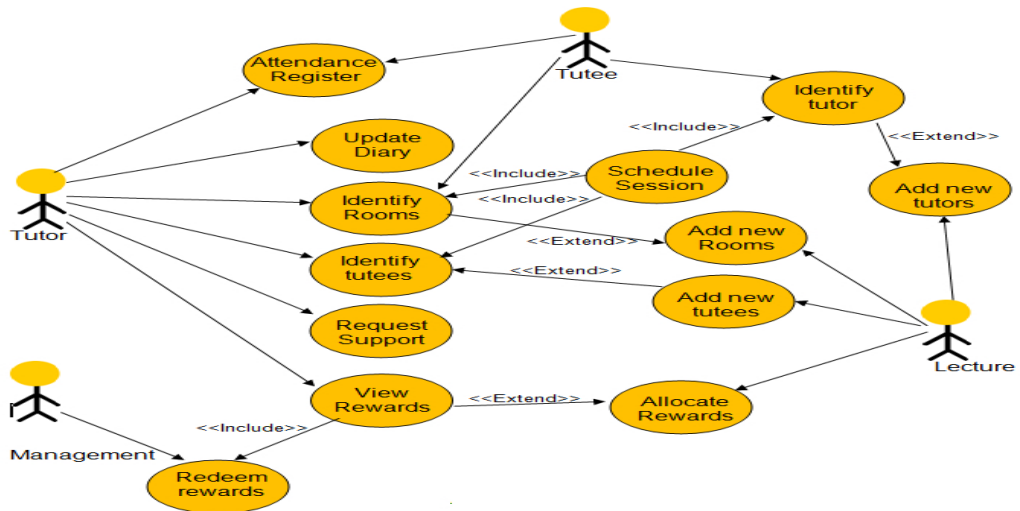 Tutee
Attendance
Register
Identify
tutor
<<Include>>
<<Extend>>
Update
Diary
Schedule
Session
<<Include>>
Add new
tutors
<<Include>>
Identify
Rooms
Tutor
Add new
Rooms
<<Extend>>
Identify
tutees
<<Extend>>
Add new
tutees
Request
Support
Lecture
View
Rewards
<<Extend>>
Allocate
Rewards
<<Include>>
Management
Redeem
rewards